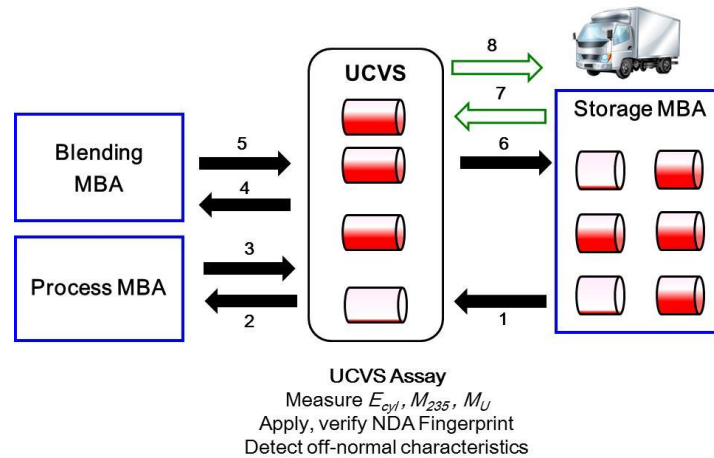 8
UCVS
7
Storage MBA
Blending
MBA
5
6
4
3
Process MBA
2
1
UCVS Assay
Measure E_cyl, M_235, M_U
Apply, verify NDA Fingerprint
Detect off-normal characteristics